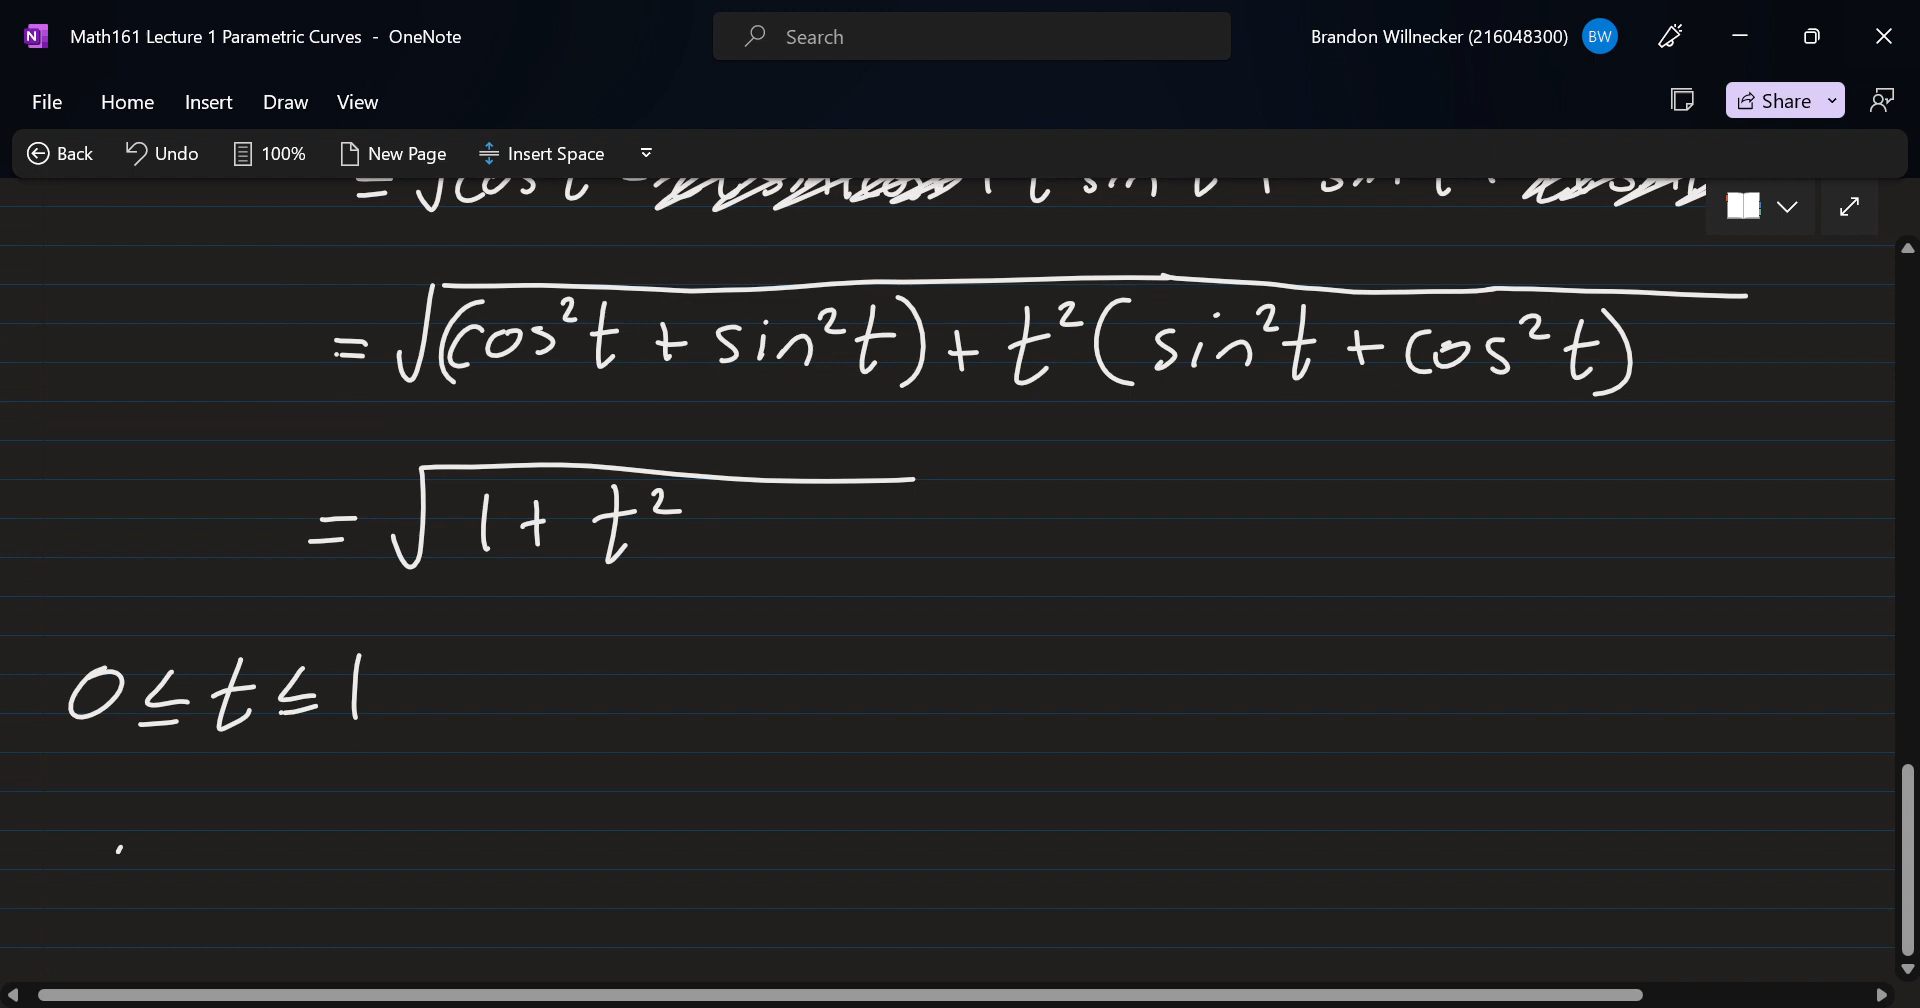 Math161 Lecture 1 Parametric Curves - OneNote
Search
Brandon Willnecker (216048300) BW
File Home Insert Draw View
Share
Back Undo 100% New Page Insert Space
= √(cos²t + sin²t) + t²(sin²t + cos²t)
= √1 + t²
0 ≤ t ≤ 1